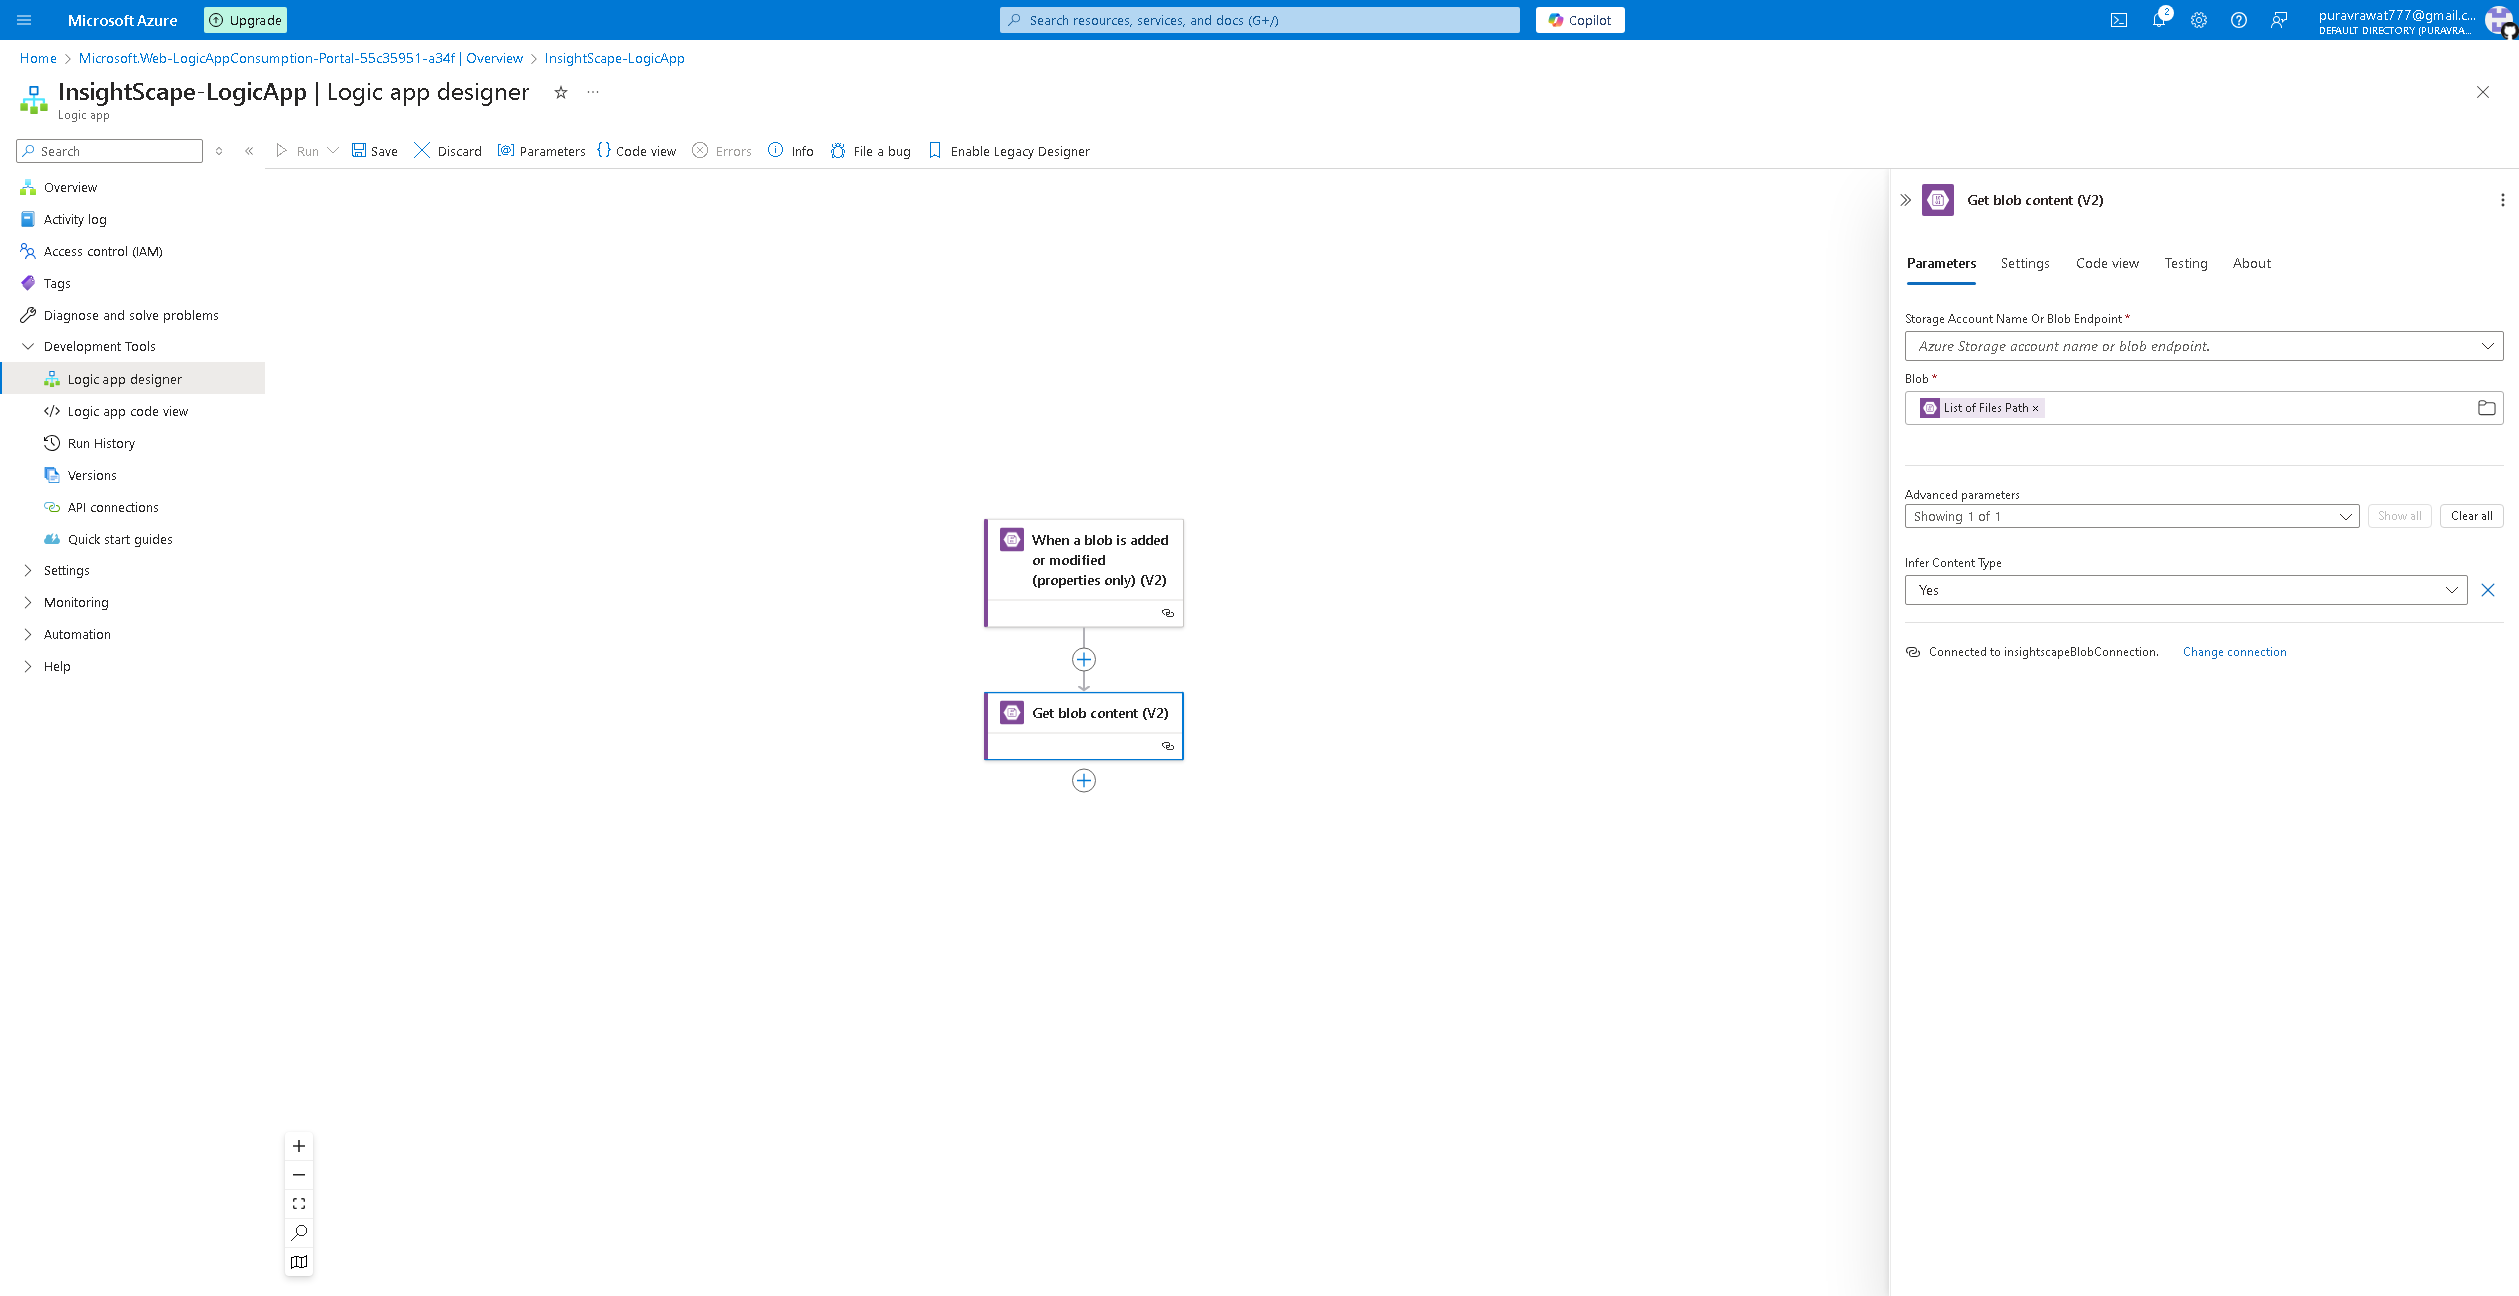 Microsoft Azure
Upgrade
Search resources, services, and docs (G+/)
Copilot
2
puravrawat777@gmail.c...
DEFAULT DIRECTORY (PURAVRA...
Home > Microsoft.Web-LogicAppConsumption-Portal-55c35951-a34f | Overview > InsightScape-LogicApp
InsightScape-LogicApp | Logic app designer
Logic app
Search
Run
Save
Discard
Parameters
Code view
Errors
Info
File a bug
Enable Legacy Designer
Overview
Activity log
Access control (IAM)
Tags
Diagnose and solve problems
Development Tools
Logic app designer
Logic app code view
Run History
Versions
API connections
Quick start guides
Settings
Monitoring
Automation
Help
When a blob is added
or modified
(properties only) (V2)
Get blob content (V2)
Get blob content (V2)
Parameters
Settings
Code view
Testing
About
Storage Account Name Or Blob Endpoint *
Azure Storage account name or blob endpoint.
Blob *
List of Files Path ×
Advanced parameters
Showing 1 of 1
Show all
Clear all
Infer Content Type
Yes
Connected to insightscapeBlobConnection.
Change connection